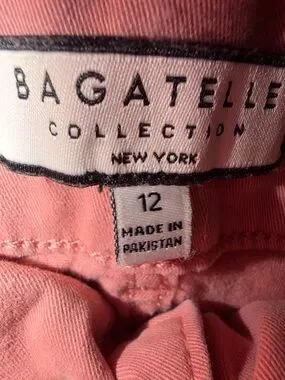 BAGATELLE
COLLECTION
NEW YORK
12
MADE IN
PAKISTAN